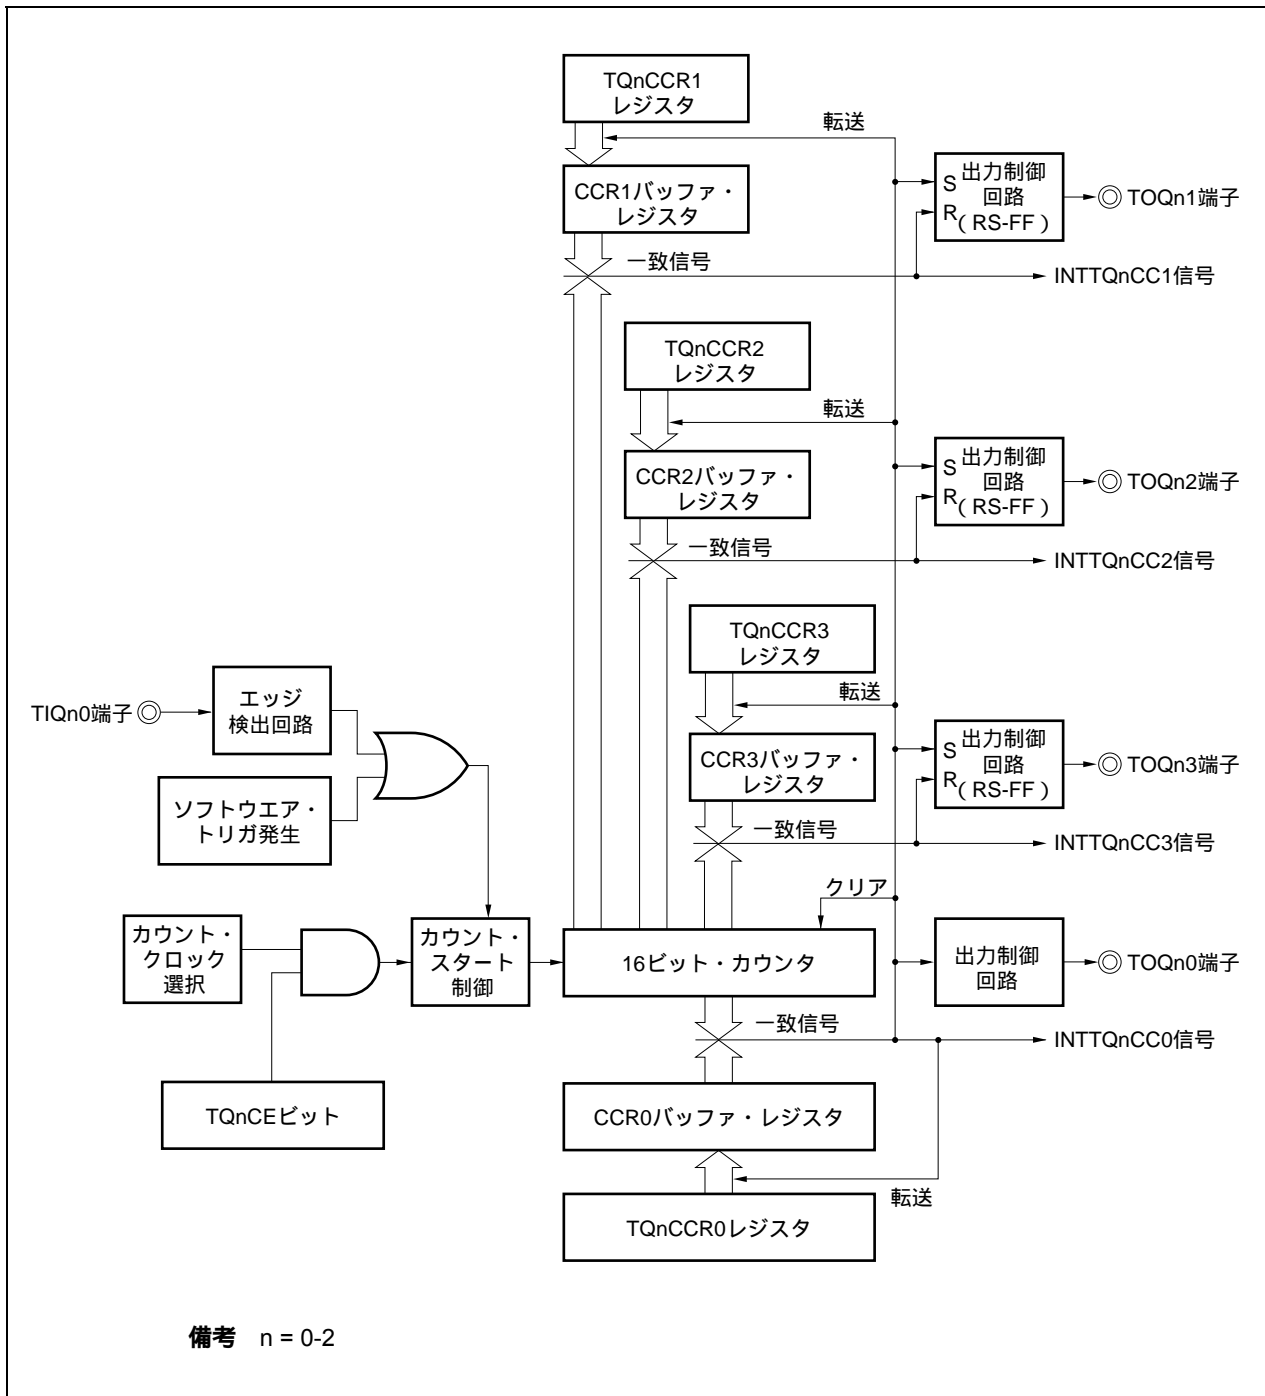 TQnCCR1
レジスタ
転送
CCR1バッファ・
レジスタ
S
R
出力制御
回路
( RS-FF )
TOQn1端子
一致信号
INTTQnCC1信号
TQnCCR2
レジスタ
転送
CCR2バッファ・
レジスタ
S
R
出力制御
回路
( RS-FF )
TOQn2端子
一致信号
INTTQnCC2信号
TQnCCR3
レジスタ
転送
CCR3バッファ・
レジスタ
S
R
出力制御
回路
( RS-FF )
TOQn3端子
一致信号
INTTQnCC3信号
TIQn0端子
エッジ
検出回路
ソフトウエア・
トリガ発生
クリア
カウント・
クロック
選択
カウント・
スタート
制御
16ビット・カウンタ
出力制御
回路
TOQn0端子
一致信号
INTTQnCC0信号
TQnCEビット
CCR0バッファ・レジスタ
転送
TQnCCR0レジスタ
備考 n = 0-2